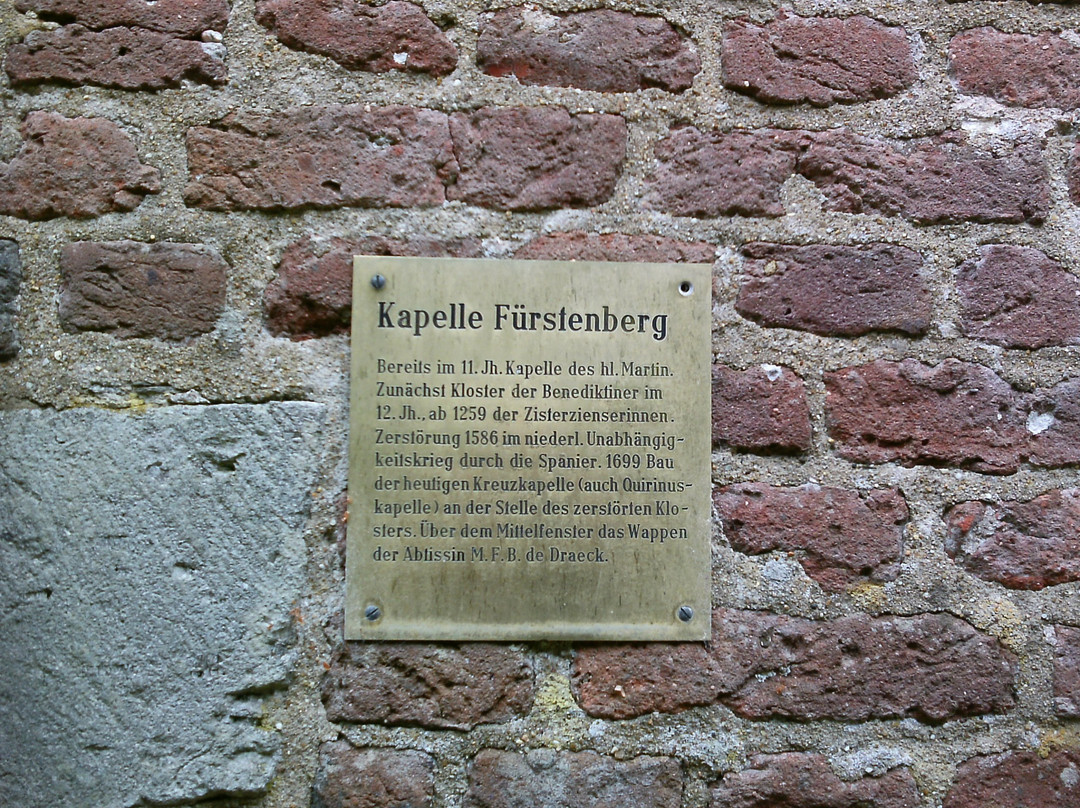 Kapelle Fürstenberg
Bereits im 11. Jh. Kapelle des hl. Martin.
Zunächst Kloster der Benediktiner im
12. Jh., ab 1259 der Zisterzienserinnen.
Zerstörung 1586 im niederl. Unabhängig-
keitskrieg durch die Spanier. 1699 Bau
der heutigen Kreuzkapelle (auch Quirinus-
kapelle) an der Stelle des zerstörten Klo-
sters. Über dem Mittelfenster das Wappen
der Äbtissin M. F. B. de Draeck.